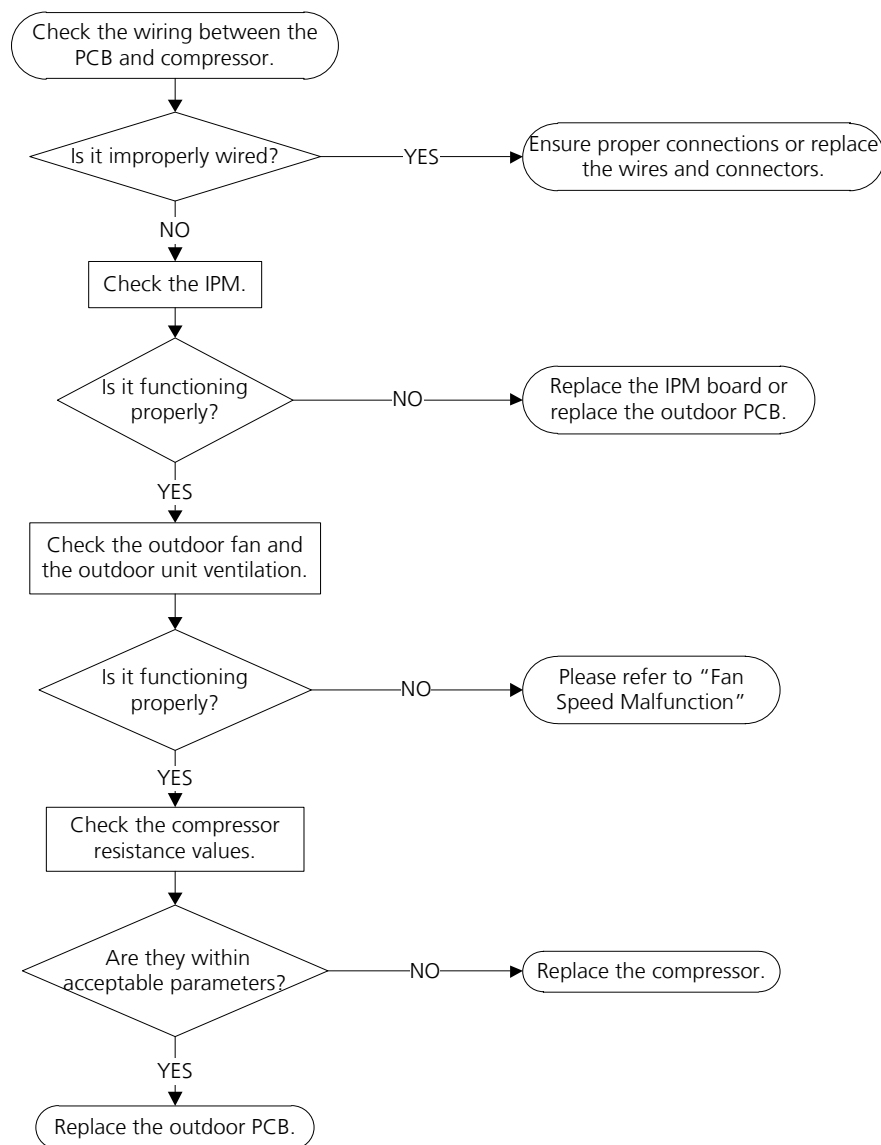 Check the wiring between the
PCB and compressor.
Is it improperly wired?
YES
Ensure proper connections or replace
the wires and connectors.
NO
Check the IPM.
Is it functioning
properly?
NO
Replace the IPM board or
replace the outdoor PCB.
YES
Check the outdoor fan and
the outdoor unit ventilation.
Is it functioning
properly?
NO
Please refer to “Fan
Speed Malfunction”
YES
Check the compressor
resistance values.
Are they within
acceptable parameters?
NO
Replace the compressor.
YES
Replace the outdoor PCB.